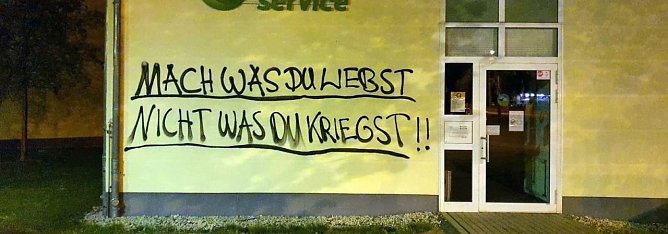 service
MACH WAS DU LIEBST
NICHT WAS DU KRIEGST!!